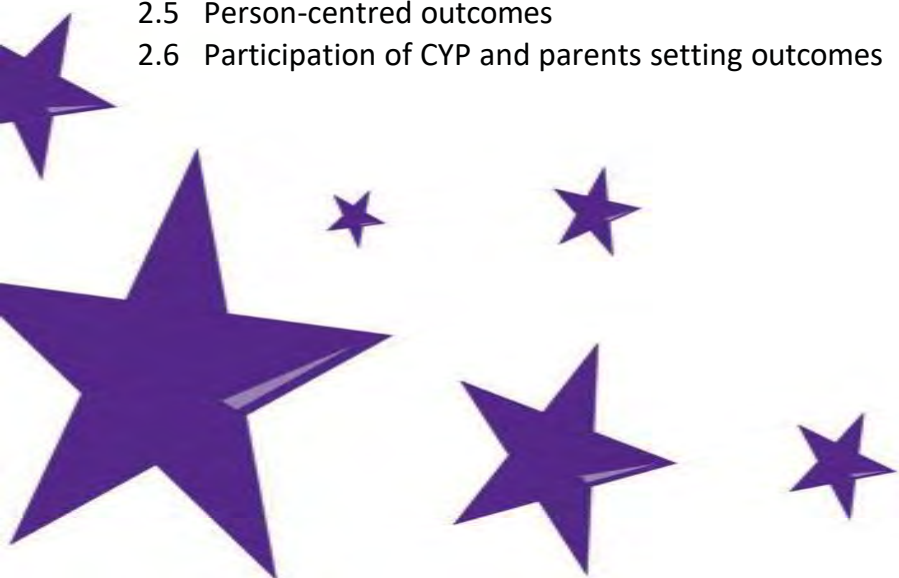 2.5 Person-centred outcomes
2.6 Participation of CYP and parents setting outcomes